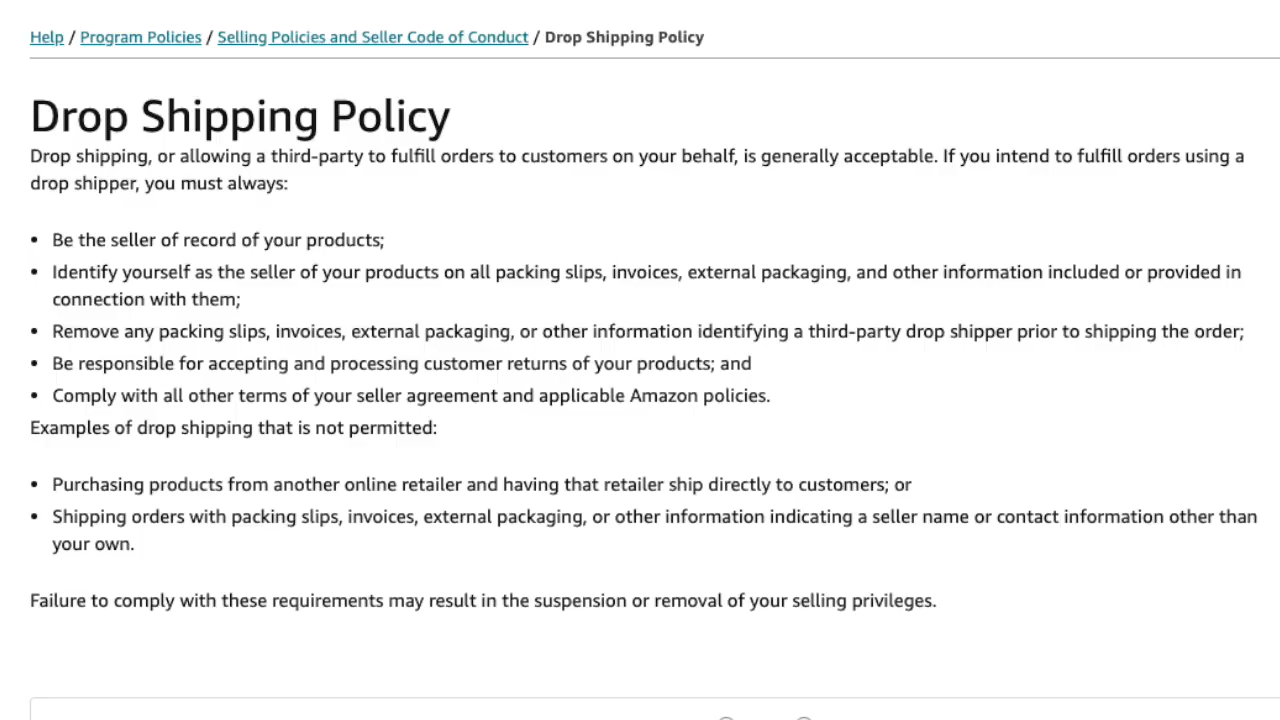 Help / Program Policies / Selling Policies and Seller Code of Conduct / Drop Shipping Policy
Drop Shipping Policy
Drop shipping, or allowing a third-party to fulfill orders to customers on your behalf, is generally acceptable. If you intend to fulfill orders using a
drop shipper, you must always:
• Be the seller of record of your products;
• Identify yourself as the seller of your products on all packing slips, invoices, external packaging, and other information included or provided in
connection with them;
• Remove any packing slips, invoices, external packaging, or other information identifying a third-party drop shipper prior to shipping the order;
• Be responsible for accepting and processing customer returns of your products; and
• Comply with all other terms of your seller agreement and applicable Amazon policies.
Examples of drop shipping that is not permitted:
• Purchasing products from another online retailer and having that retailer ship directly to customers; or
• Shipping orders with packing slips, invoices, external packaging, or other information indicating a seller name or contact information other than
your own.
Failure to comply with these requirements may result in the suspension or removal of your selling privileges.